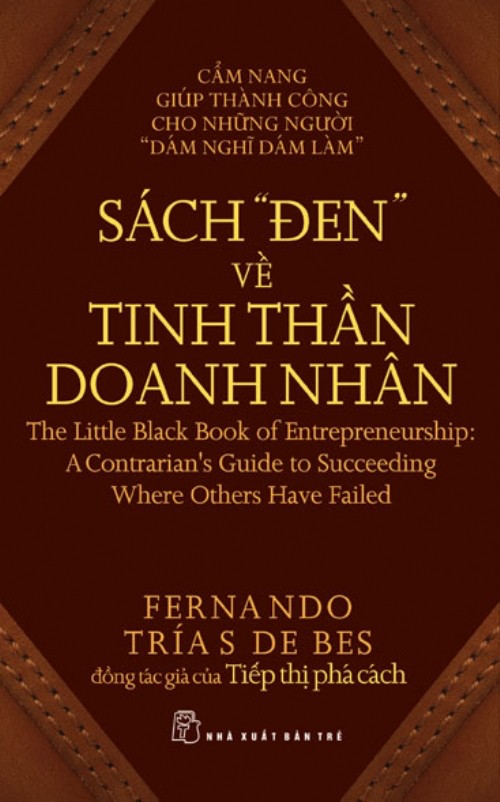 CẨM NANG
GIÚP THÀNH CÔNG
CHO NHỮNG NGƯỜI
“DÁM NGHĨ DÁM LÀM”
SÁCH “ĐEN”
VỀ
TINH THẦN
DOANH NHÂN
The Little Black Book of Entrepreneurship:
A Contrarian's Guide to Succeeding
Where Others Have Failed
FERNANDO
TRÍAS DE BES
đồng tác giả của Tiếp thị phá cách
NHÀ XUẤT BẢN TRẺ